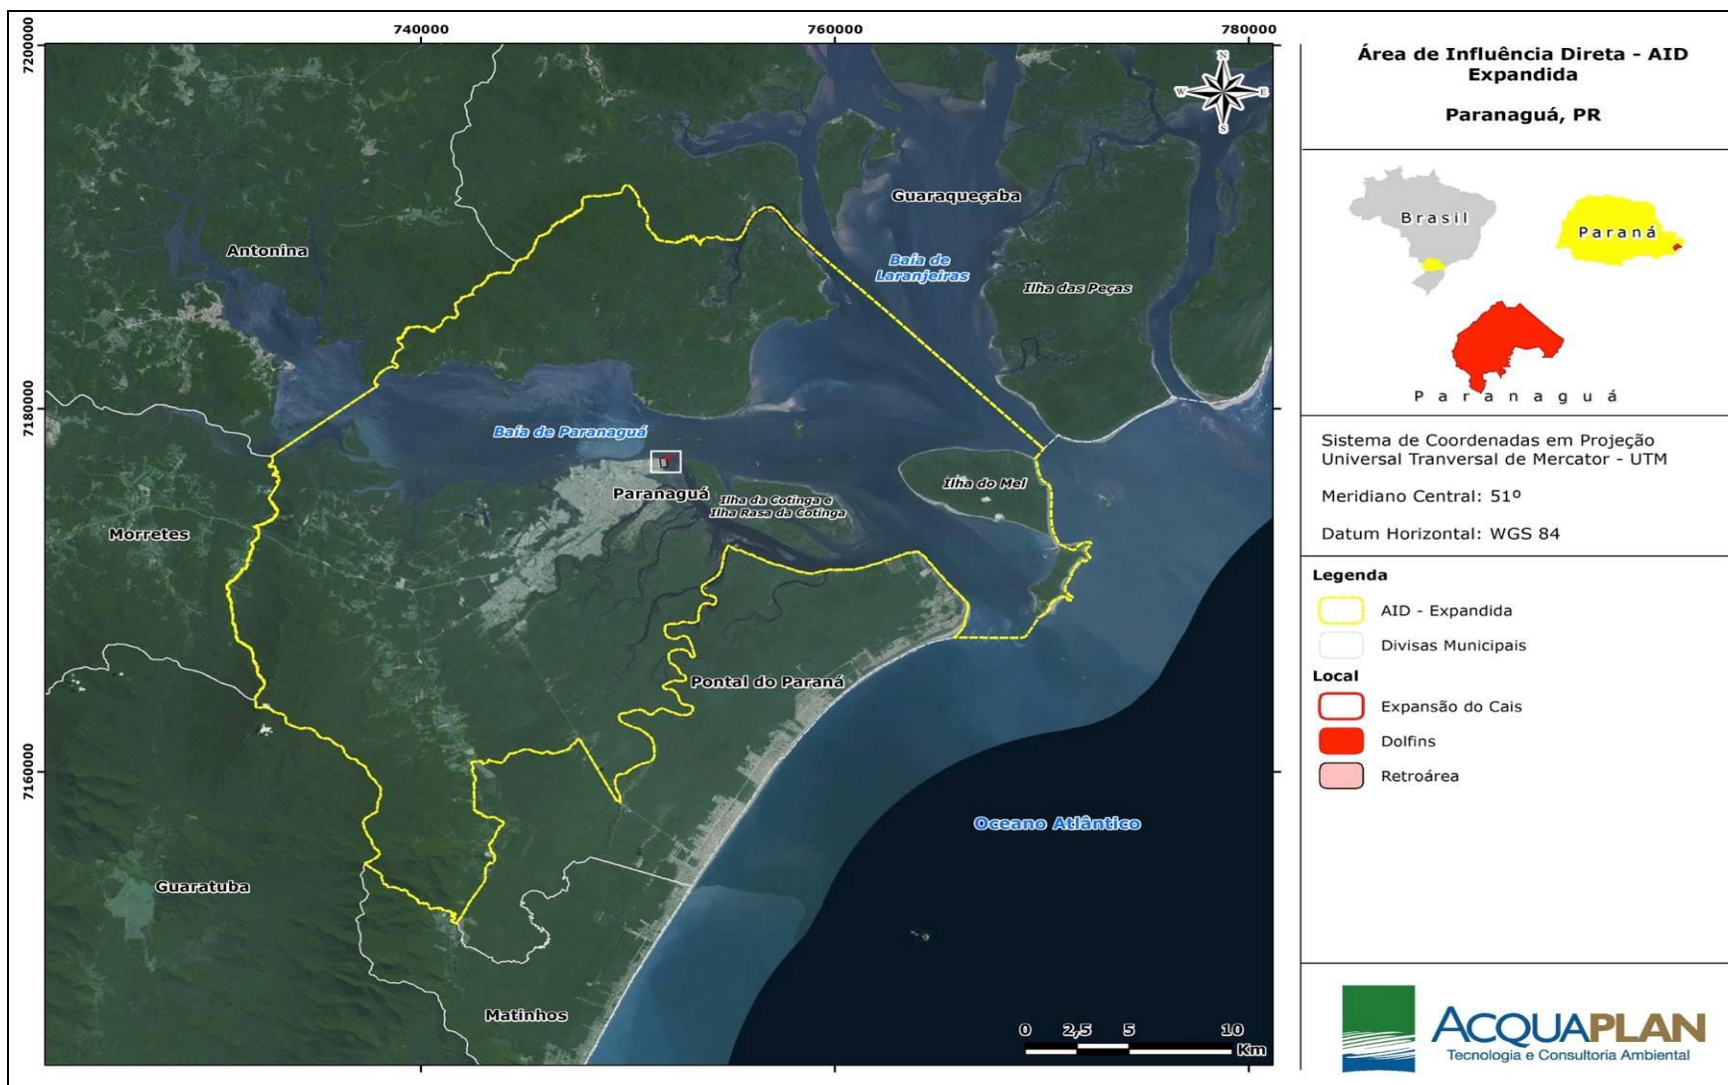 740000
760000
780000
7200000
7180000
7160000
N
W
E
S
Guaraqueçaba
Antonina
Baía de
Laranjeiras
Ilha das Peças
Baía de Paranaguá
Paranaguá
Ilha da Cotinga e
Ilha Rasa da Cotinga
Ilha do Mel
Morretes
Pontal do Paraná
Oceano Atlântico
Guaratuba
Matinhos
0 2,5 5 10
Km
Área de Influência Direta - AID
Expandida
Paranaguá, PR
Brasil
Paraná
Paranaguá
Sistema de Coordenadas em Projeção
Universal Tranversal de Mercator - UTM
Meridiano Central: 51º
Datum Horizontal: WGS 84
Legenda
AID - Expandida
Divisas Municipais
Local
Expansão do Cais
Dolfins
Retroárea
ACQUAPLAN
Tecnologia e Consultoria Ambiental